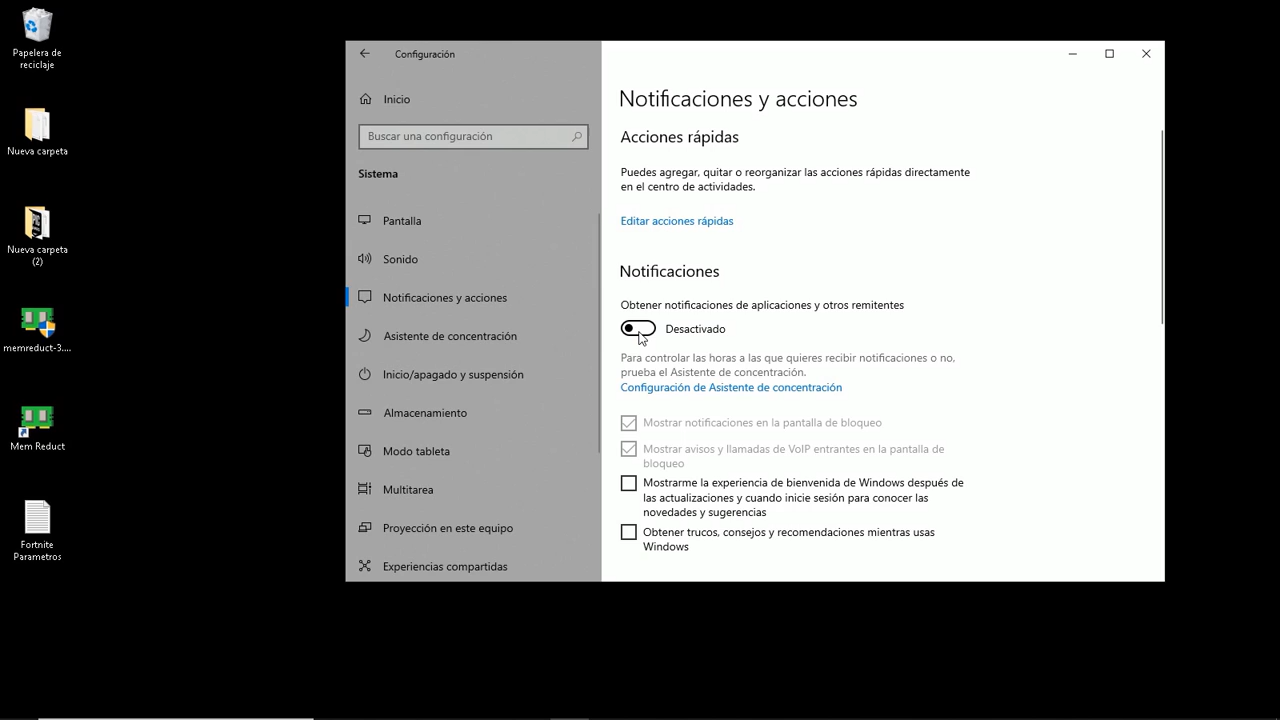 Papelera de
reciclaje
Nueva carpeta
Nueva carpeta
(2)
memreduct-3....
Mem Reduct
Fortnite
Parametros
Configuración
Inicio
Buscar una configuración
Sistema
Pantalla
Sonido
Notificaciones y acciones
Asistente de concentración
Inicio/apagado y suspensión
Almacenamiento
Modo tableta
Multitarea
Proyección en este equipo
Experiencias compartidas
Notificaciones y acciones
Acciones rápidas
Puedes agregar, quitar o reorganizar las acciones rápidas directamente
en el centro de actividades.
Editar acciones rápidas
Notificaciones
Obtener notificaciones de aplicaciones y otros remitentes
Desactivado
Para controlar las horas a las que quieres recibir notificaciones o no,
prueba el Asistente de concentración.
Configuración de Asistente de concentración
Mostrar notificaciones en la pantalla de bloqueo
Mostrar avisos y llamadas de VoIP entrantes en la pantalla de
bloqueo
Mostrarme la experiencia de bienvenida de Windows después de
las actualizaciones y cuando inicie sesión para conocer las
novedades y sugerencias
Obtener trucos, consejos y recomendaciones mientras usas
Windows